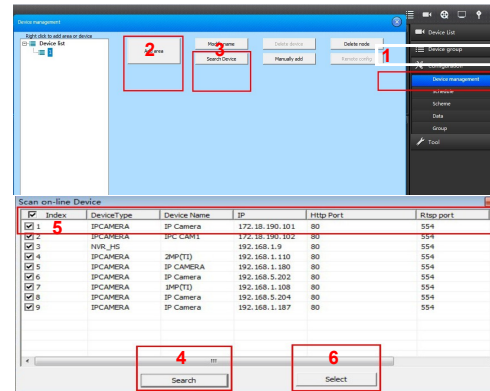 Device management
Right click to add area or device
Device list
1
2
Add area
3
Modify name
Delete device
Delete node
Search Device
Manually add
Remote config
1
Device List
Device group
Configuration
Device management
Schedule
Scheme
Data
Group
Tool
Scan on-line Device
Index DeviceType Device Name IP Http Port Rtsp port
5
1 IPCAMERA IP Camera 172.18.190.101 80 554
2 IPCAMERA IPC CAM1 172.18.190.102 80 554
3 NVR_HS 192.168.1.9 80 554
4 IPCAMERA 2MP(TI) 192.168.1.110 80 554
5 IPCAMERA IP CAMERA 192.168.1.180 80 554
6 IPCAMERA IP Camera 192.168.5.202 80 554
7 IPCAMERA 1MP(TI) 192.168.1.108 80 554
8 IPCAMERA IP Camera 192.168.5.204 80 554
9 IPCAMERA IP Camera 192.168.1.187 80 554
4
6
Search
Select